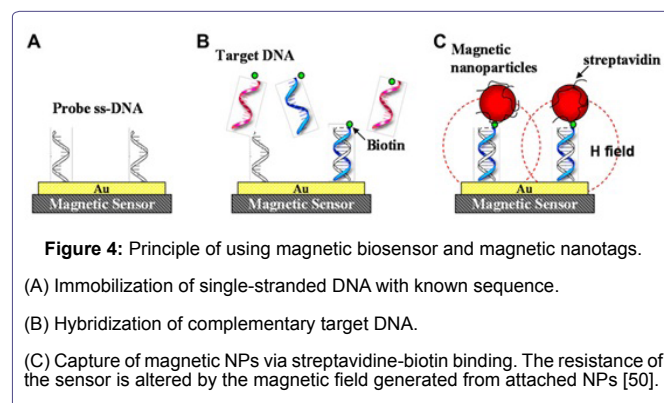 A
Probe ss-DNA
Au
Magnetic Sensor
B
Target DNA
Biotin
Au
Magnetic Sensor
C
Magnetic
nanoparticles
streptavidin
H field
Au
Magnetic Sensor
Figure 4: Principle of using magnetic biosensor and magnetic nanotags.
(A) Immobilization of single-stranded DNA with known sequence.
(B) Hybridization of complementary target DNA.
(C) Capture of magnetic NPs via streptavidine-biotin binding. The resistance of
the sensor is altered by the magnetic field generated from attached NPs [50].